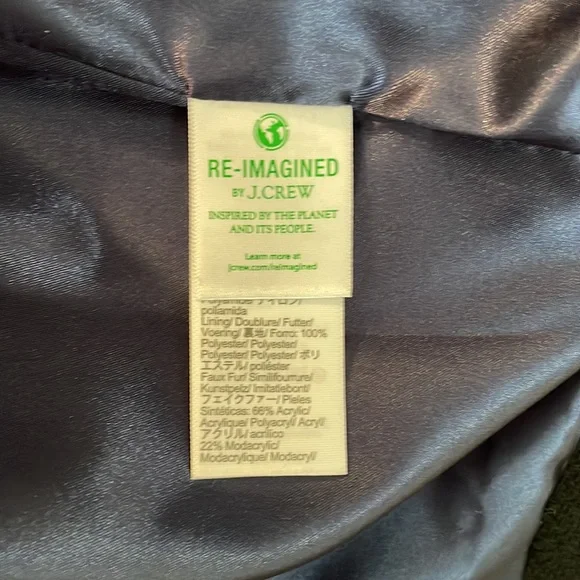 RE-IMAGINED
BY J.CREW
INSPIRED BY THE PLANET
AND ITS PEOPLE.
Learn more at
jcrew.com/reimagined
poliamida
Lining/ Doublure/ Futter/
Voering/ 裏地/ Forro: 100%
Polyester/ Polyester/
Polyester/ Polyester/ ポリ
エステル/ poliéster
Faux Fur/ Similifourrure/
Kunstpelz/ Imitatiebont/
フェイクファー/ Pieles
Sintéticas: 66% Acrylic/
Acrylique/ Polyacryl/ Acryl/
アクリル/ acrílico
22% Modacrylic/
Modacrylique/ Modacryl/